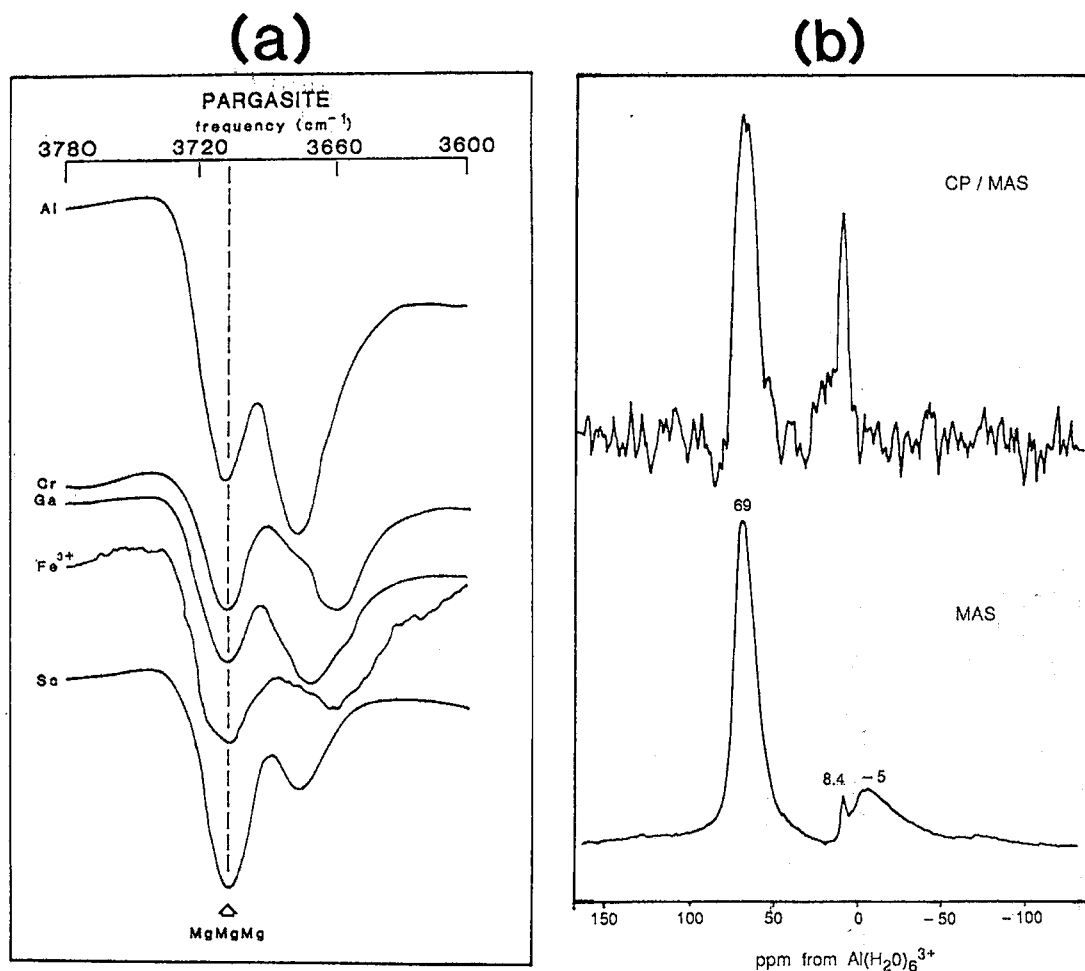 (a)
PARGASITE
frequency (cm⁻¹)
3780 3720 3660 3600
Al
Cr
Ga
Fe³⁺
Sc
MgMgMg
(b)
CP / MAS
69
MAS
8.4 −5
150 100 50 0 −50 −100
ppm from Al(H₂0)₆³⁺